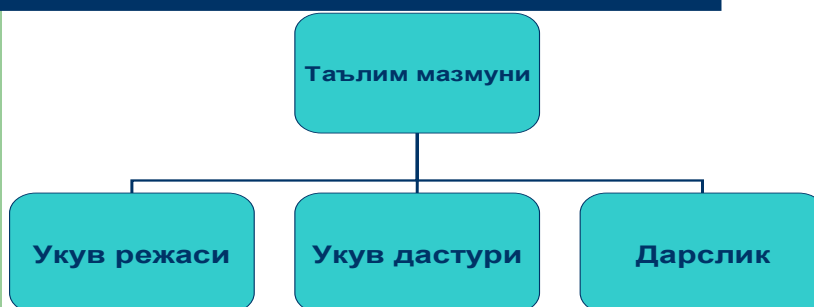 Таълим мазмуни
Укув режаси
Укув дастури
Дарслик